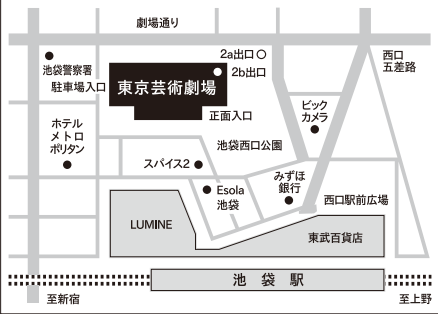 劇場通り
2a出口
2b出口
西口
五差路
池袋警察署
駐車場入口
東京芸術劇場
正面入口
ビック
カメラ
ホテル
メトロ
ポリタン
池袋西口公園
スパイス2
Esola
池袋
みずほ
銀行
西口駅前広場
LUMINE
東武百貨店
池袋駅
至新宿
至上野